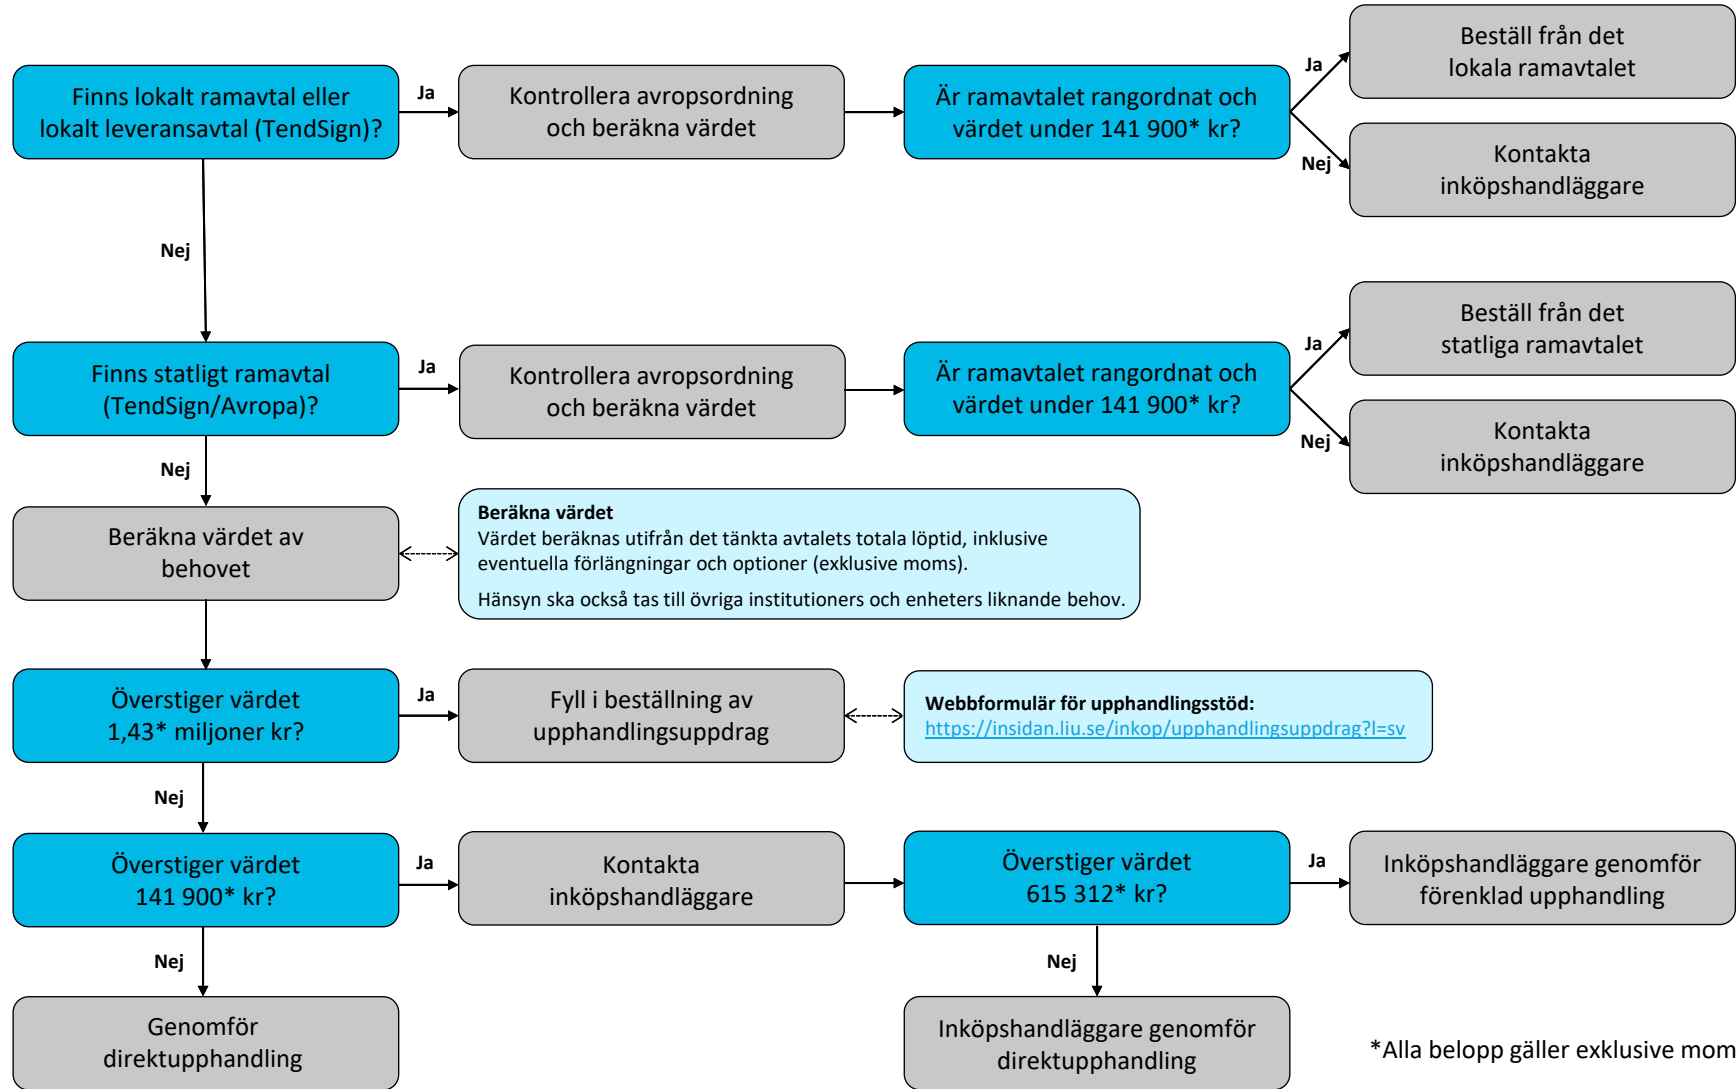 Finns lokalt ramavtal eller
lokalt leveransavtal (TendSign)?
Ja
Kontrollera avropsordning
och beräkna värdet
Är ramavtalet rangordnat och
värdet under 141 900* kr?
Ja
Beställ från det
lokala ramavtalet
Nej
Kontakta
inköpshandläggare
Nej
Finns statligt ramavtal
(TendSign/Avropa)?
Ja
Kontrollera avropsordning
och beräkna värdet
Är ramavtalet rangordnat och
värdet under 141 900* kr?
Ja
Beställ från det
statliga ramavtalet
Nej
Kontakta
inköpshandläggare
Nej
Beräkna värdet av
behovet
Beräkna värdet
Värdet beräknas utifrån det tänkta avtalets totala löptid, inklusive
eventuella förlängningar och optioner (exklusive moms).
Hänsyn ska också tas till övriga institutioners och enheters liknande behov.
Överstiger värdet
1,43* miljoner kr?
Ja
Fyll i beställning av
upphandlingsuppdrag
Webbformulär för upphandlingsstöd:
https://insidan.liu.se/inkop/upphandlingsuppdrag?l=sv
Nej
Överstiger värdet
141 900* kr?
Ja
Kontakta
inköpshandläggare
Överstiger värdet
615 312* kr?
Ja
Inköpshandläggare genomför
förenklad upphandling
Nej
Genomför
direktupphandling
Nej
Inköpshandläggare genomför
direktupphandling
*Alla belopp gäller exklusive mom